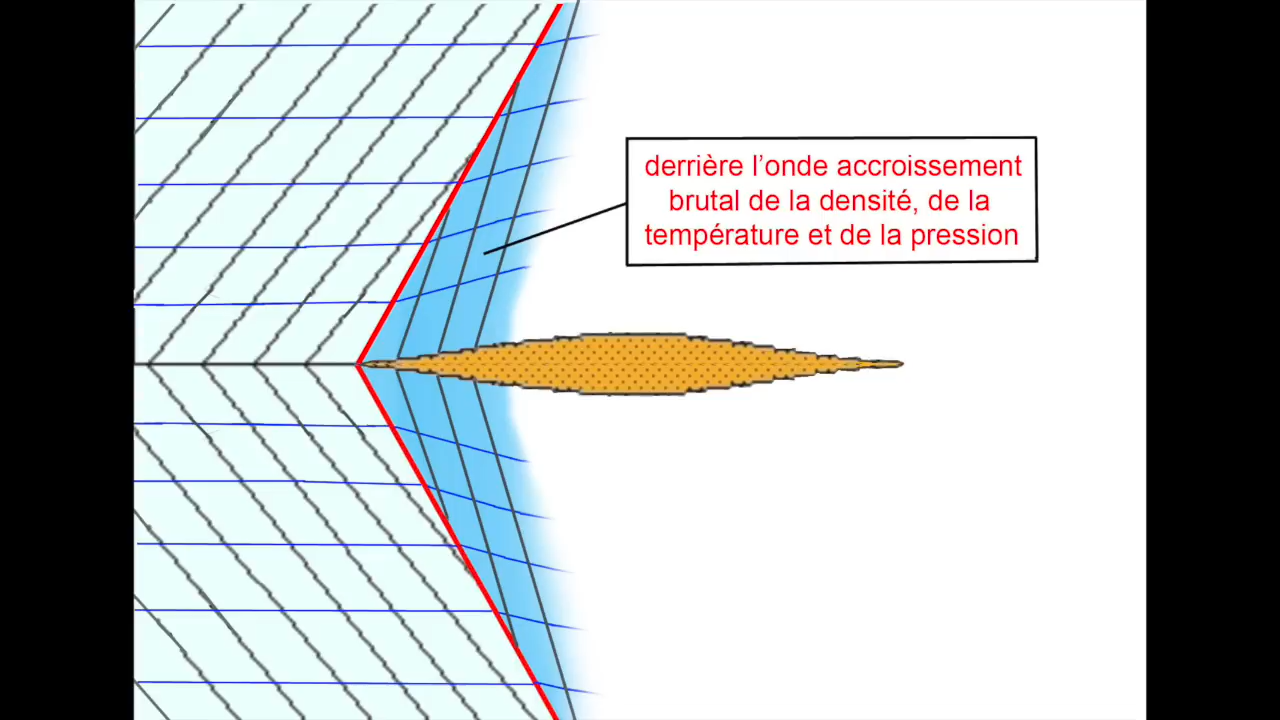 derrière l’onde accroissement
brutal de la densité, de la
température et de la pression